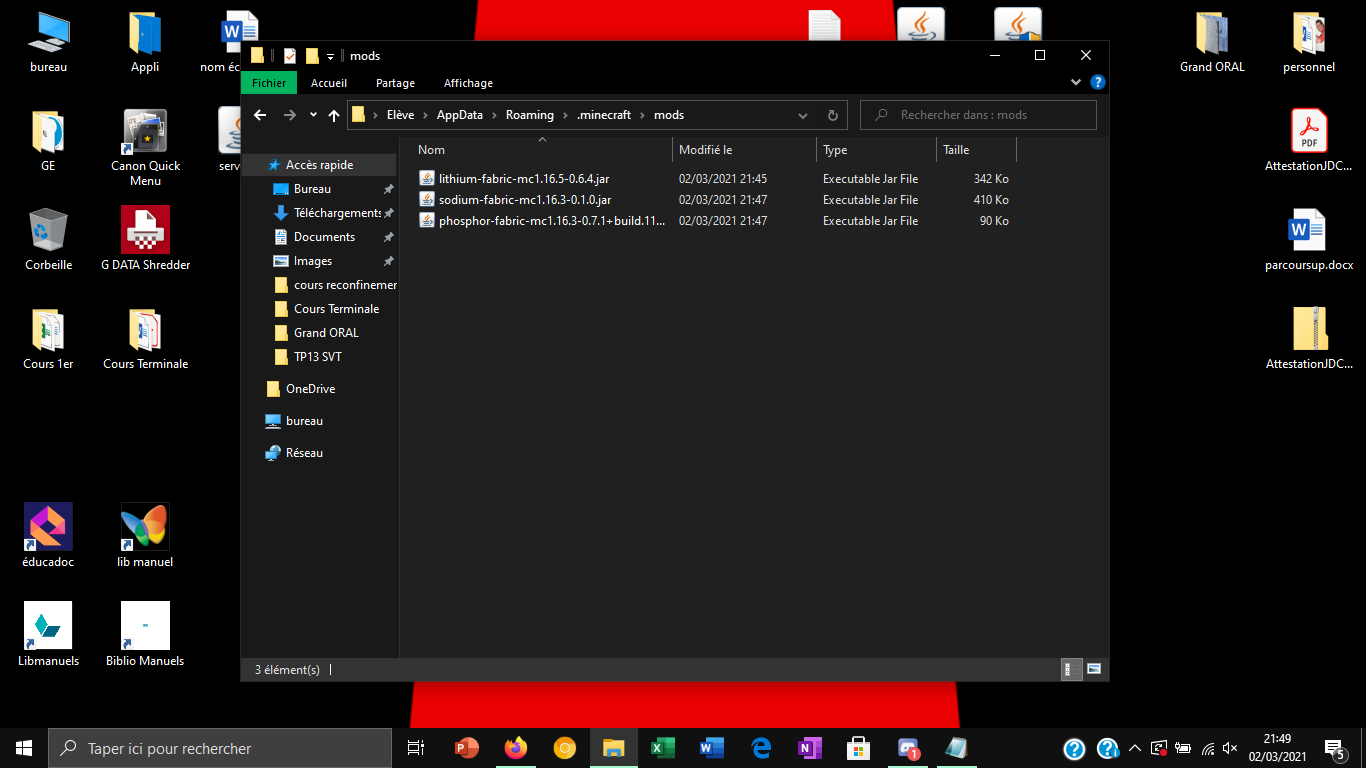 bureau
Appli
nom éc
Grand ORAL
personnel
GE
Canon Quick
Menu
serv
AttestationJDC...
Corbeille
G DATA Shredder
parcoursup.docx
Cours 1er
Cours Terminale
AttestationJDC...
éducadoc
lib manuel
Libmanuels
Biblio Manuels
mods
Fichier
Accueil
Partage
Affichage
Elève
AppData
Roaming
.minecraft
mods
Rechercher dans : mods
Accès rapide
Bureau
Téléchargements
Documents
Images
cours reconfinemer
Cours Terminale
Grand ORAL
TP13 SVT
OneDrive
bureau
Réseau
Nom Modifié le Type Taille
lithium-fabric-mc1.16.5-0.6.4.jar 02/03/2021 21:45 Executable Jar File 342 Ko
sodium-fabric-mc1.16.3-0.1.0.jar 02/03/2021 21:47 Executable Jar File 410 Ko
phosphor-fabric-mc1.16.3-0.7.1+build.11... 02/03/2021 21:47 Executable Jar File 90 Ko
3 élément(s)
Taper ici pour rechercher
1
21:49
02/03/2021
5